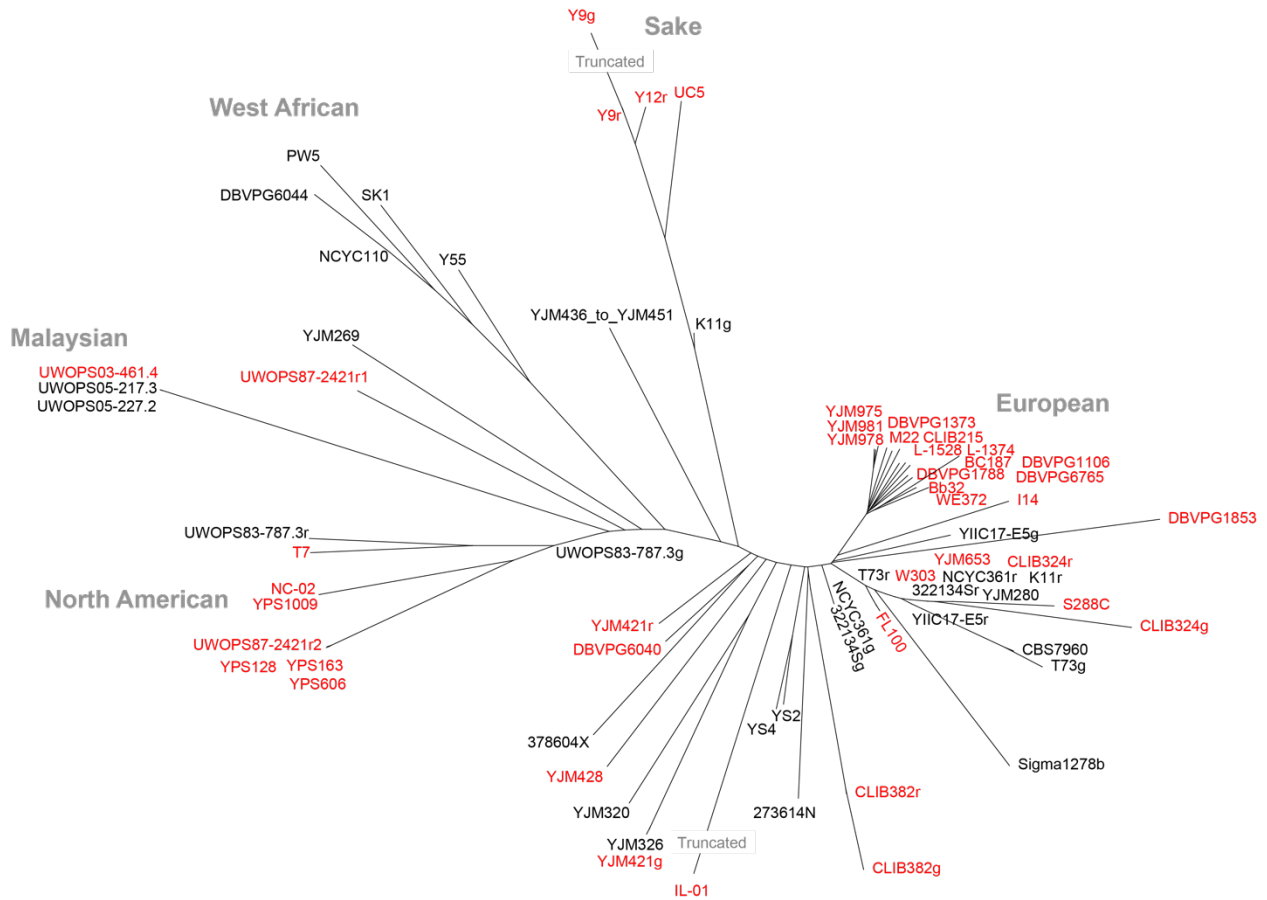 Y9g
Sake
Truncated
Y12r
UC5
Y9r
West African
PW5
DBVPG6044
SK1
NCYC110
Y55
YJM436_to_YJM451
K11g
YJM269
Malaysian
UWOPS03-461.4
UWOPS05-217.3
UWOPS05-227.2
UWOPS87-2421r1
European
YJM975
YJM981
YJM978
DBVPG1373
M22
CLIB215
L-1528
L-1374
BC187
DBVPG1106
DBVPG1788
DBVPG6765
Bb32
WE372
I14
DBVPG1853
UWOPS83-787.3r
T7
UWOPS83-787.3g
YIIC17-E5g
YJM653
CLIB324r
T73r
W303
NCYC361r
K11r
322134Sr
YJM280
S288C
YIIC17-E5r
CLIB324g
NCYC361g
322134Sg
FL100
CBS7960
T73g
North American
NC-02
YPS1009
UWOPS87-2421r2
YPS128
YPS163
YPS606
YJM421r
DBVPG6040
378604X
YS2
YS4
YJM428
Sigma1278b
YJM320
273614N
CLIB382r
YJM326
Truncated
YJM421g
CLIB382g
IL-01